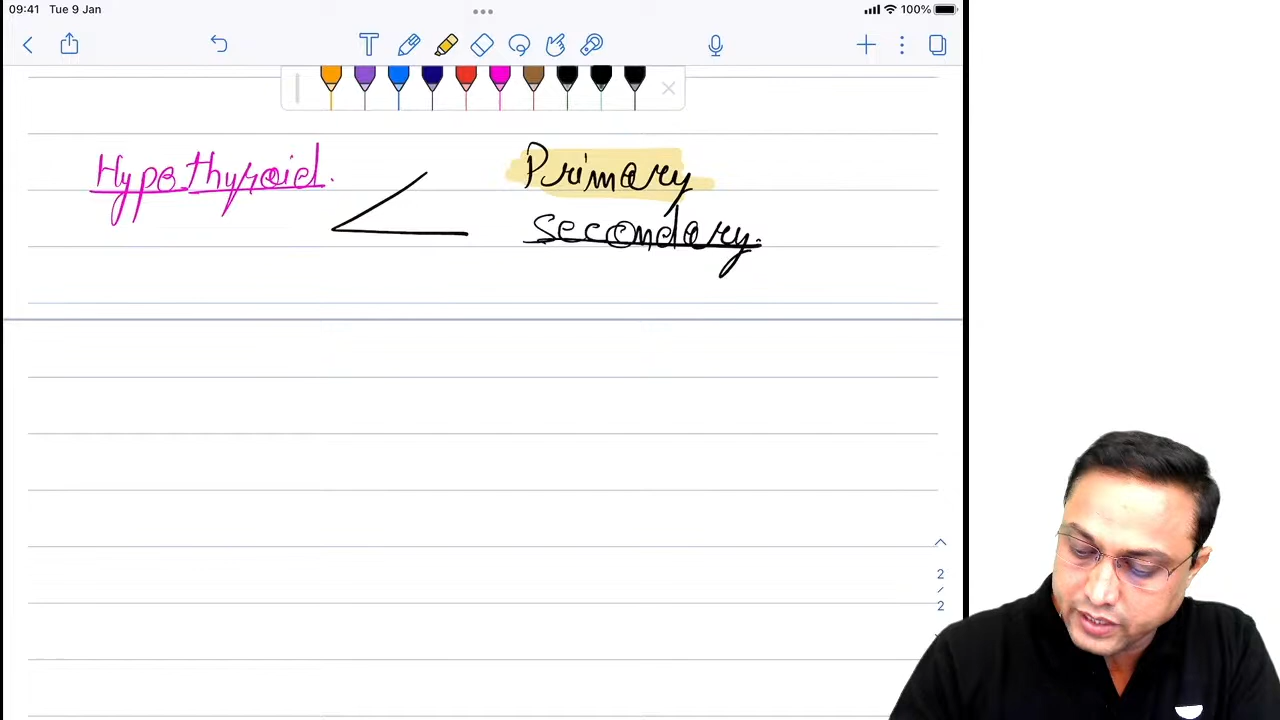 09:41 Tue 9 Jan
100%
T
Hypothyroid.
Primary
secondary.
2
/
2